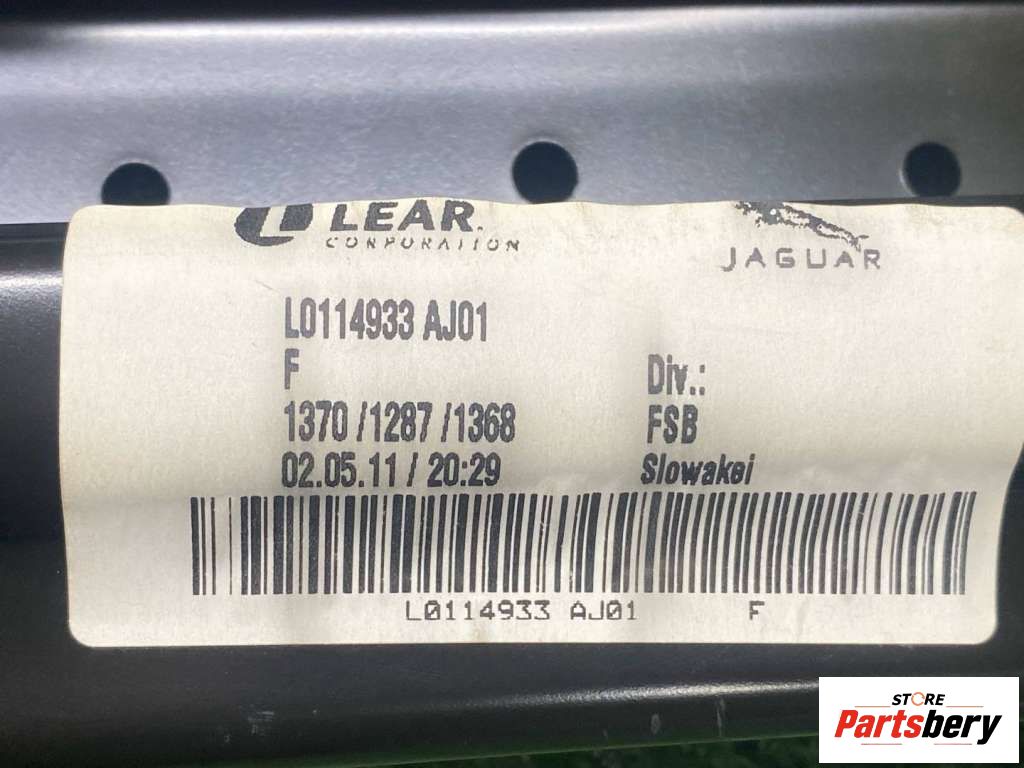 LEAR.
CORPORATION
JAGUAR
L0114933 AJ01
F
Div.:
1370 /1287 /1368
FSB
02.05.11 / 20:29
Slowakei
L0114933 AJ01 F
STORE
Partsbery